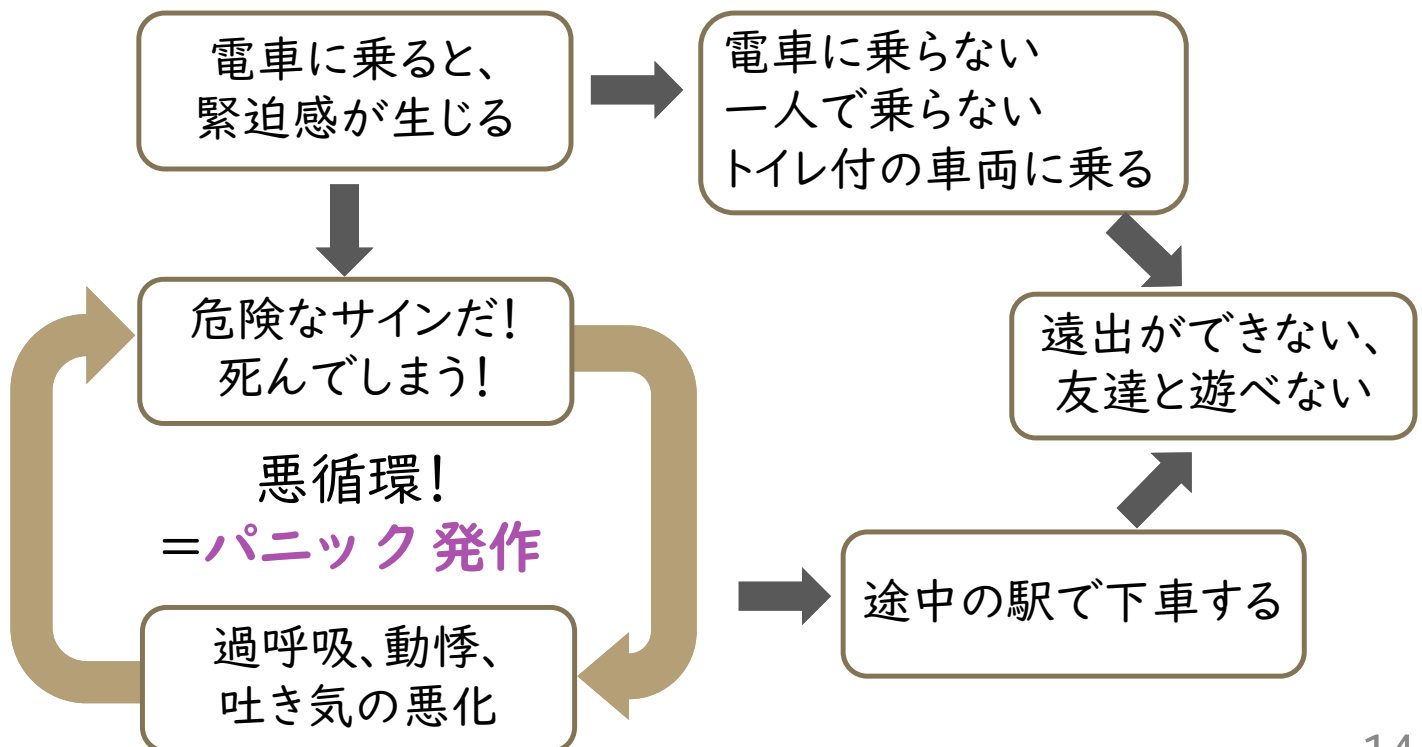 電車に乗ると、
緊迫感が生じる
電車に乗らない
一人で乗らない
トイレ付の車両に乗る
危険なサインだ!
死んでしまう!
遠出ができない、
友達と遊べない
悪循環!
=パニック発作
途中の駅で下車する
過呼吸、動悸、
吐き気の悪化
14